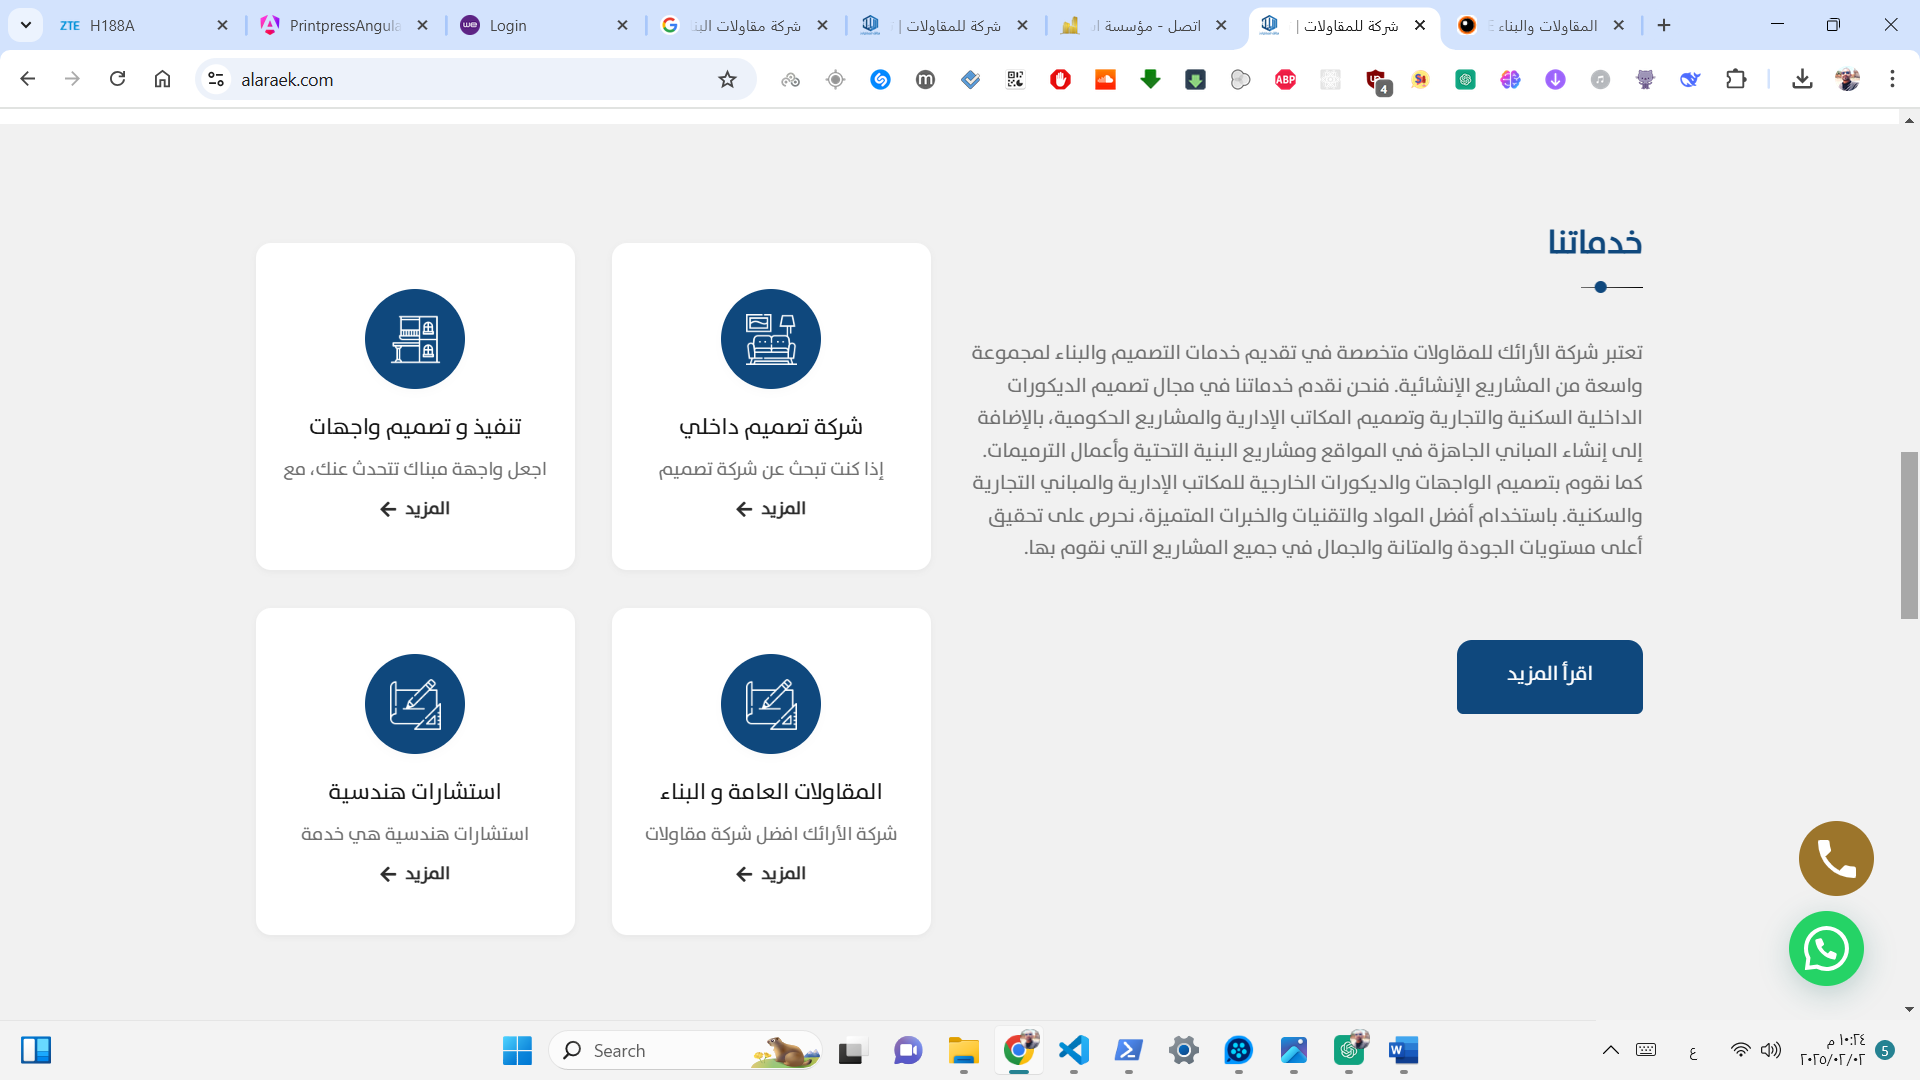 H188A
PrintpressAngula
Login
شركة مقاولات البنا
شركة للمقاولات |
اتصل - مؤسسة
شركة للمقاولات |
المقاولات والبناء
alaraek.com
4
خدماتنا
تعتبر شركة الأرائك للمقاولات متخصصة في تقديم خدمات التصميم والبناء لمجموعة
واسعة من المشاريع الإنشائية. فنحن نقدم خدماتنا في مجال تصميم الديكورات
الداخلية السكنية والتجارية وتصميم المكاتب الإدارية والمشاريع الحكومية، بالإضافة
إلى إنشاء المباني الجاهزة في المواقع ومشاريع البنية التحتية وأعمال الترميمات.
كما نقوم بتصميم الواجهات والديكورات الخارجية للمكاتب الإدارية والمباني التجارية
والسكنية. باستخدام أفضل المواد والتقنيات والخبرات المتميزة، نحرص على تحقيق
أعلى مستويات الجودة والمتانة والجمال في جميع المشاريع التي نقوم بها.
اقرأ المزيد
شركة تصميم داخلي
إذا كنت تبحث عن شركة تصميم
المزيد
تنفيذ و تصميم واجهات
اجعل واجهة مبناك تتحدث عنك، مع
المزيد
المقاولات العامة و البناء
شركة الأرائك افضل شركة مقاولات
المزيد
استشارات هندسية
استشارات هندسية هي خدمة
المزيد
Search
ع
١٠:٢٤ م
٢٠٢٥/٠٢/٠٢
5